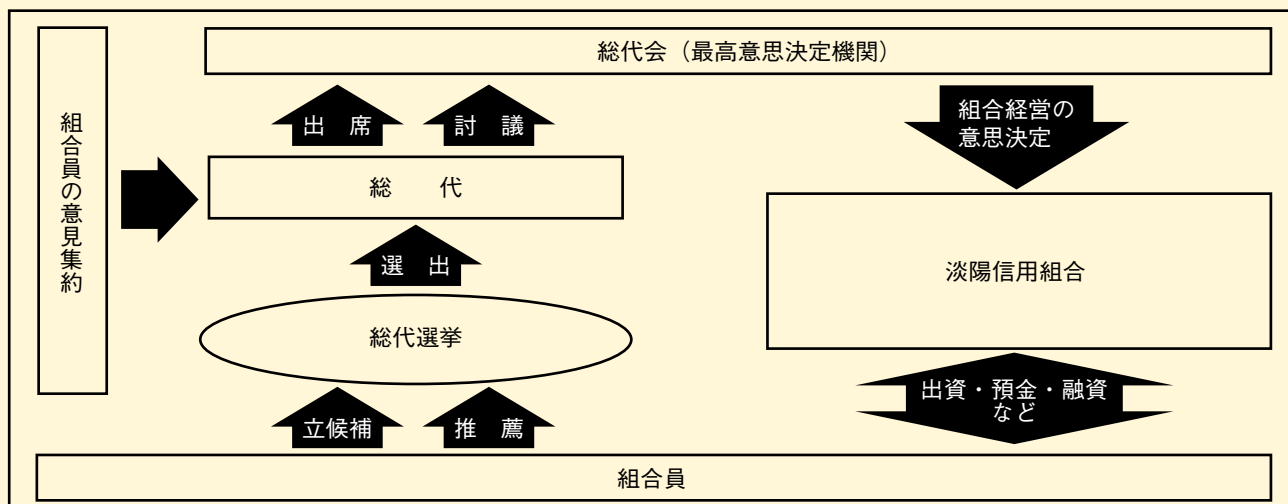 総代会（最高意思決定機関）
組合員の意見集約
出　席
討　議
組合経営の
意思決定
総　代
選　出
淡陽信用組合
総代選挙
出資・預金・融資
など
立候補
推　薦
組合員